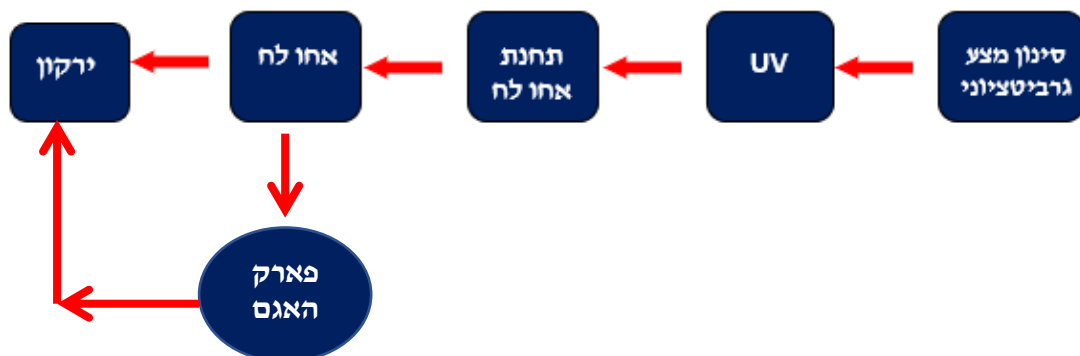 סינון מצע
גרביטציוני
UV
תחנת
אחו לח
אחו לח
ירקון
פארק
האגם